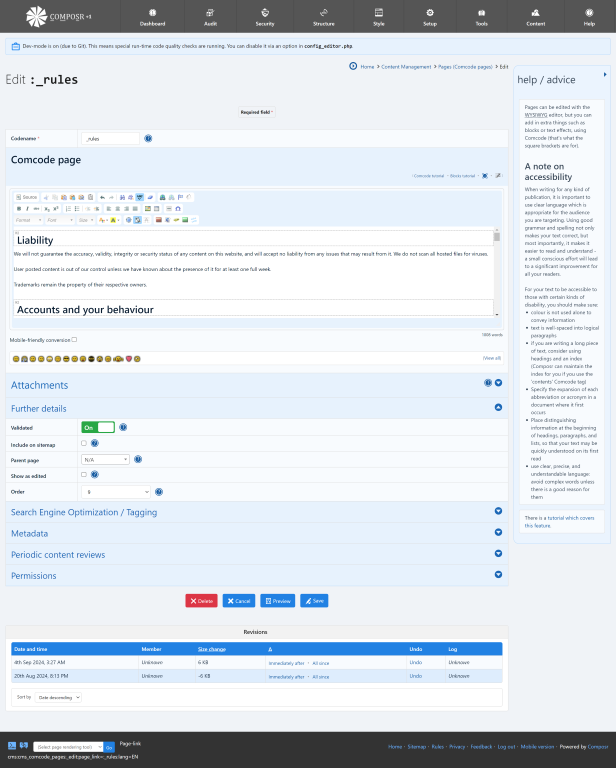 COMPOSR v11
Dashboard Audit Security Structure Style Setup Tools Content Help
Dev-mode is on (due to Git). This means special run-time code quality checks are running. You can disable it via an option in config_editor.php.
Home > Content Management > Pages (Comcode pages) > Edit
Edit :_rules
Required field *
Codename *
_rules
Comcode page
Comcode tutorial · Blocks tutorial
Source
Format Font Size
Liability
We will not guarantee the accuracy, validity, integrity or security status of any content on this website, and will accept no liability from any issues that may result from it. We do not scan all hosted files for viruses.
User posted content is out of our control unless we have known about the presence of it for at least one full week.
Trademarks remain the property of their respective owners.
Accounts and your behaviour
words
Mobile-friendly conversion
(View all)
Attachments
Further details
Validated
On
Include on sitemap
Parent page
N/A
Show as edited
Order
Search Engine Optimization / Tagging
Metadata
Periodic content reviews
Permissions
Delete Cancel Preview Save
Revisions
Date and time Member Size change Δ Undo Log
4th Sep 2024, 3:27 AM Unknown 6 KB Immediately after · All once Undo Unknown
20th Aug 2024, 8:13 PM Unknown -6 KB Immediately after · All once Undo Unknown
Sort by Date descending
help / advice
Pages can be edited with the
WYSIWYG editor, but you can
add in extra things such as
blocks or text effects, using
Comcode (that's what the
square brackets are for).
A note on
accessibility
When writing for any kind of
publication, it is important to
use clear language which is
appropriate for the audience
you are targeting. Using good
grammar and spelling not only
makes your text correct, but
most importantly, it makes it
easier to read and understand -
a small conscious effort will lead
to a significant improvement for
all your readers.
For your text to be accessible to
those with certain kinds of
disability, you should make sure:
colour is not used alone to
convey information.
text is well-spaced into logical
paragraphs
if you are writing a long piece
of text, consider using
headings and an index
(Composr can maintain the
index for you if you use the
'contents' Comcode tag)
Specify the expansion of each
abbreviation or acronym in a
document where it first
occurs
Place distinguishing
information at the beginning
of headings, paragraphs, and
lists, so that your text may be
quickly understood on its first
read
use clear, precise, and
understandable language;
avoid complex words unless
there is a good reason for
them
There is a tutorial which covers
this feature.
(Select page rendering tool) Go Page-link
cms:cms_comcode_pages:_edit:page_link=:_rules:lang=EN
Home · Sitemap · Rules · Privacy · Feedback · Log out · Mobile version · Powered by Composr